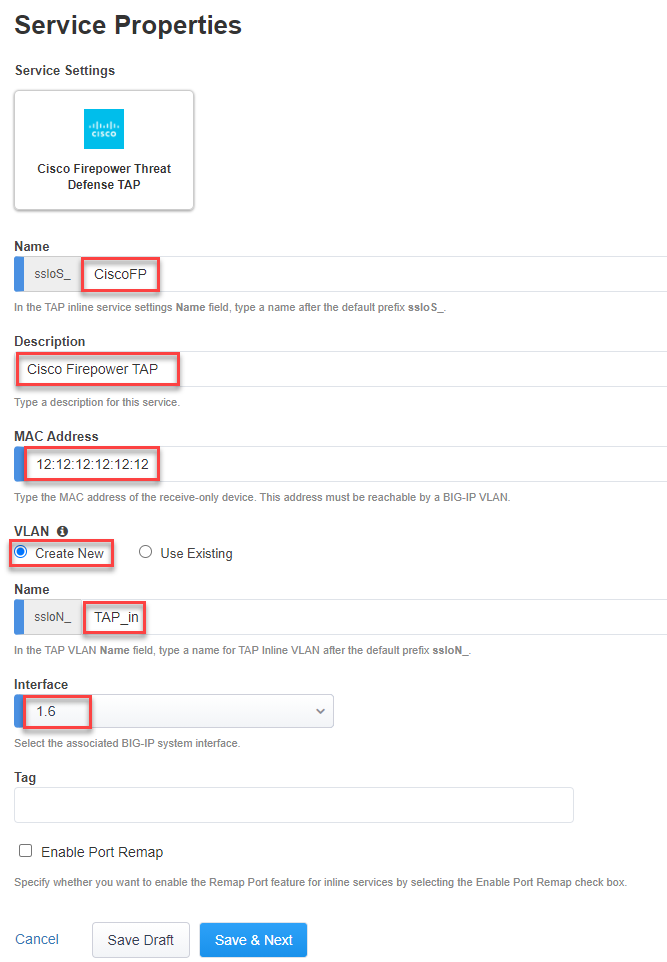 Service Properties
Service Settings
CISCO
Cisco Firepower Threat
Defense TAP
Name
ssloS_ CiscoFP
In the TAP inline service settings Name field, type a name after the default prefix ssloS_.
Description
Cisco Firepower TAP
Type a description for this service.
MAC Address
12:12:12:12:12:12
Type the MAC address of the receive-only device. This address must be reachable by a BIG-IP VLAN.
VLAN
Create New Use Existing
Name
ssloN_ TAP_in
In the TAP VLAN Name field, type a name for TAP Inline VLAN after the default prefix ssloN_.
Interface
1.6
Select the associated BIG-IP system interface.
Tag
Enable Port Remap
Specify whether you want to enable the Remap Port feature for inline services by selecting the Enable Port Remap check box.
Cancel Save Draft Save & Next